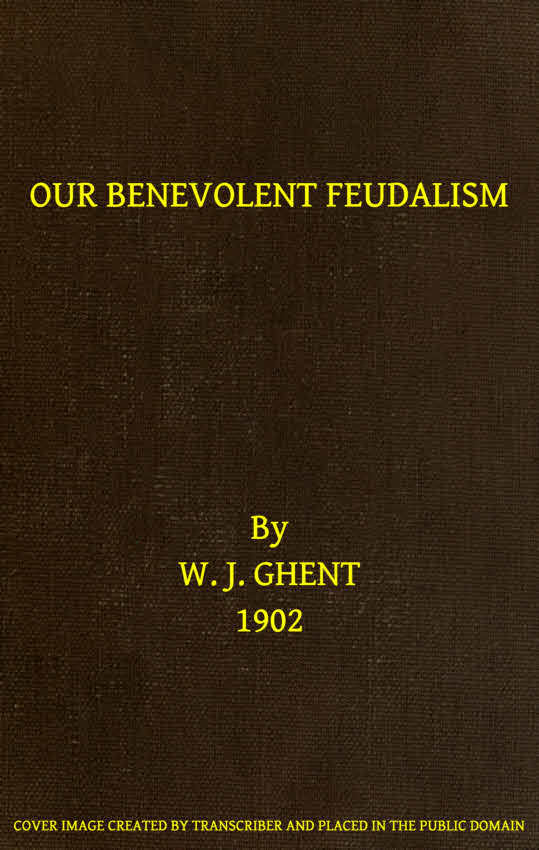 OUR BENEVOLENT FEUDALISM
By
W. J. GHENT
1902
COVER IMAGE CREATED BY TRANSCRIBER AND PLACED IN THE PUBLIC DOMAIN